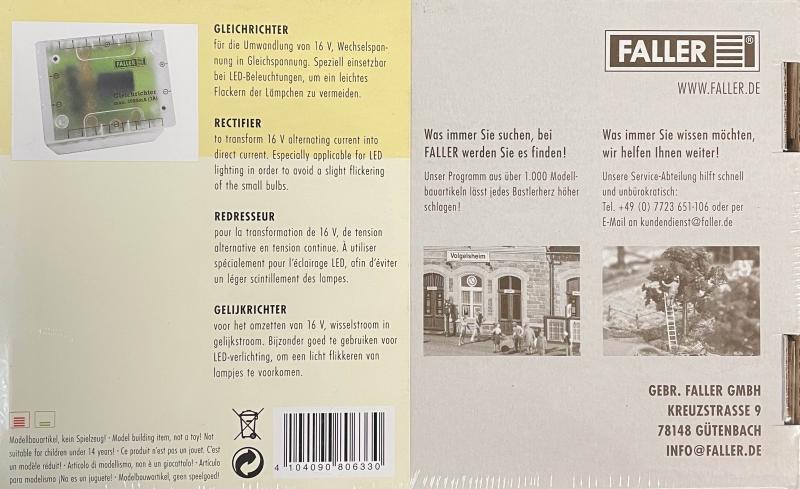 GLEICHRICHTER
für die Umwandlung von 16 V, Wechselspan-
nung in Gleichspannung. Speziell einsetzbar
bei LED-Beleuchtungen, um ein leichtes
Flackern der Lämpchen zu vermeiden.
RECTIFIER
to transform 16 V alternating current into
direct current. Especially applicable for LED
lighting in order to avoid a slight flickering
of the small bulbs.
REDRESSEUR
pour la transformation de 16 V, de tension
alternative en tension continue. À utiliser
spécialement pour l'éclairage LED, afin d'éviter
un léger scintillement des lampes.
GELIJKRICHTER
voor het omzetten van 16 V, wisselstroom in
gelijkstroom. Bijzonder goed te gebruiken voor
LED-verlichting, om een licht flikkeren van
lampjes te voorkomen.
FALLER
Gleichrichter
max. 2000mA (2A)
Modellbauartikel, kein Spielzeug! · Model building item, not a toy! Not
suitable for children under 14 years! · Ce produit n'est pas un jouet. C'est
un modèle réduit! · Articolo di modellismo, non è un giocattolo! · Artículo
para modelismo ¡No es un juguete! · Modelbouwartikel, geen speelgoed!
4 104090 806330
FALLER ®
WWW.FALLER.DE
Was immer Sie suchen, bei
FALLER werden Sie es finden!
Unser Programm aus über 1.000 Modell-
bauartikeln lässt jedes Bastlerherz höher
schlagen!
Was immer Sie wissen möchten,
wir helfen Ihnen weiter!
Unsere Service-Abteilung hilft schnell
und unbürokratisch:
Tel. +49 (0) 7723 651-106 oder per
E-Mail an kundendienst@faller.de
Volgelsheim
GEBR. FALLER GMBH
KREUZSTRASSE 9
78148 GÜTENBACH
INFO@FALLER.DE